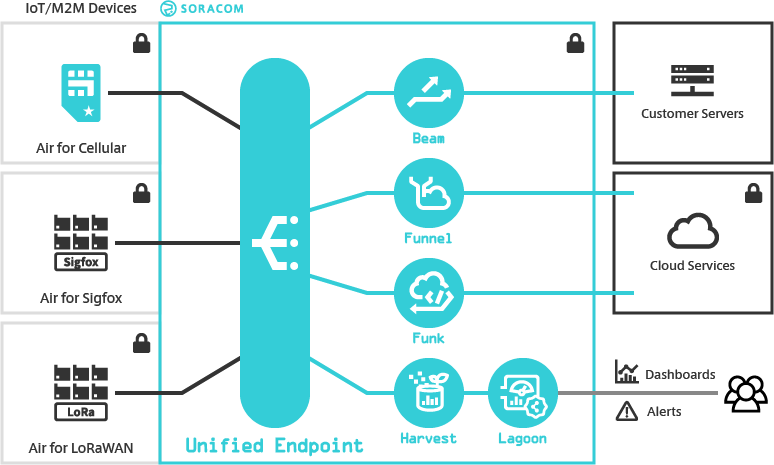 IoT/M2M Devices
SORACOM
Air for Cellular
Sigfox
Air for Sigfox
LoRa
Air for LoRaWAN
Unified Endpoint
Beam
Funnel
Funk
Harvest
Lagoon
Customer Servers
Cloud Services
Dashboards
Alerts